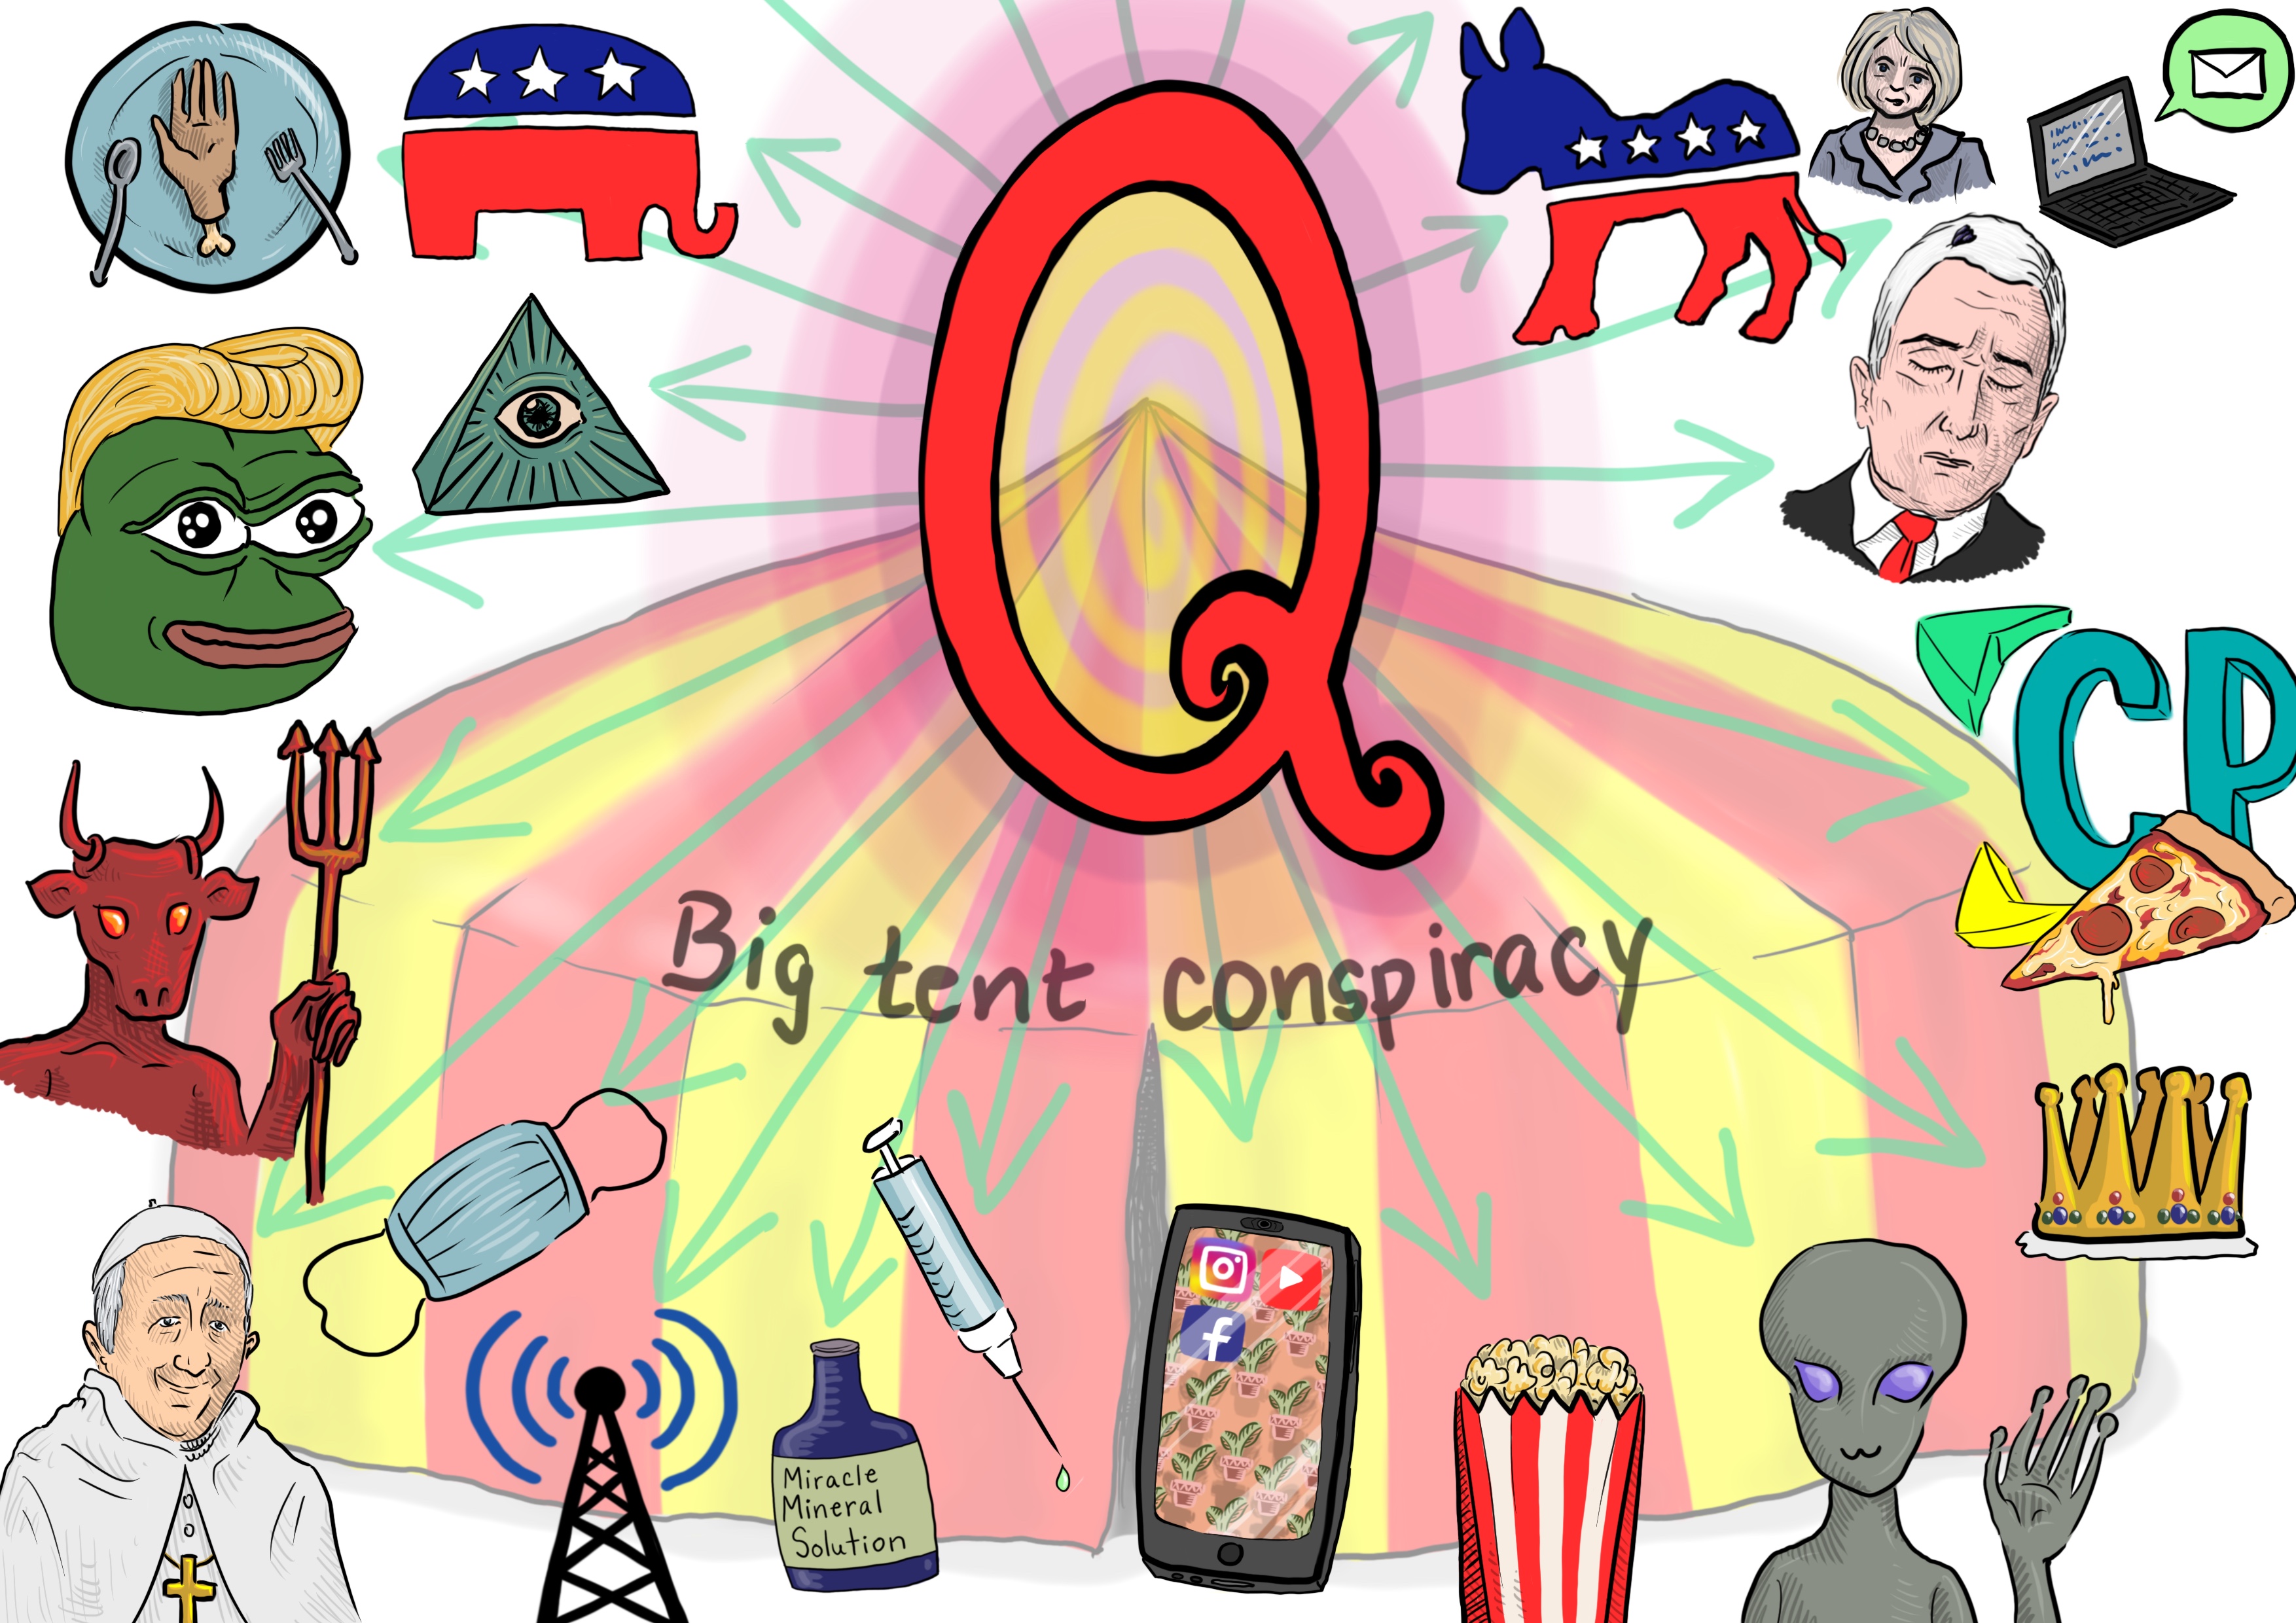 Q
CP
Big tent conspiracy
Miracle
Mineral
Solution
f